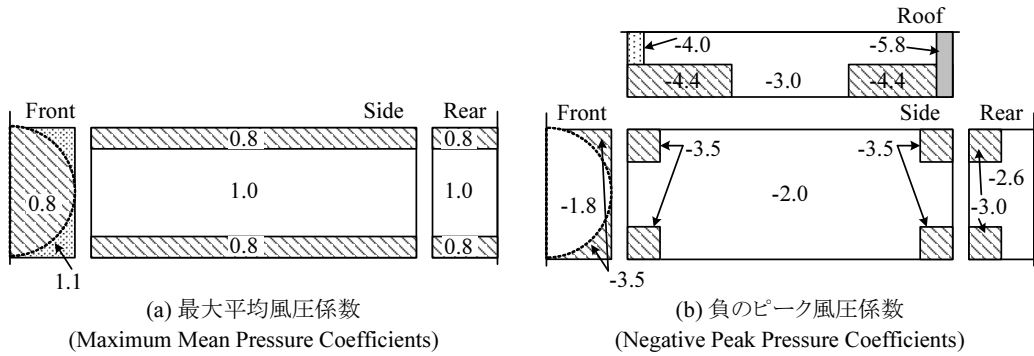 Front
Side
Rear
0.8
0.8
0.8
1.0
1.0
0.8
0.8
1.1
(a) 最大平均風圧係数
(Maximum Mean Pressure Coefficients)
Roof
-4.0
-5.8
-4.4
-3.0
-4.4
Front
Side
Rear
-3.5
-3.5
-2.6
-1.8
-2.0
-3.0
-3.5
(b) 負のピーク風圧係数
(Negative Peak Pressure Coefficients)